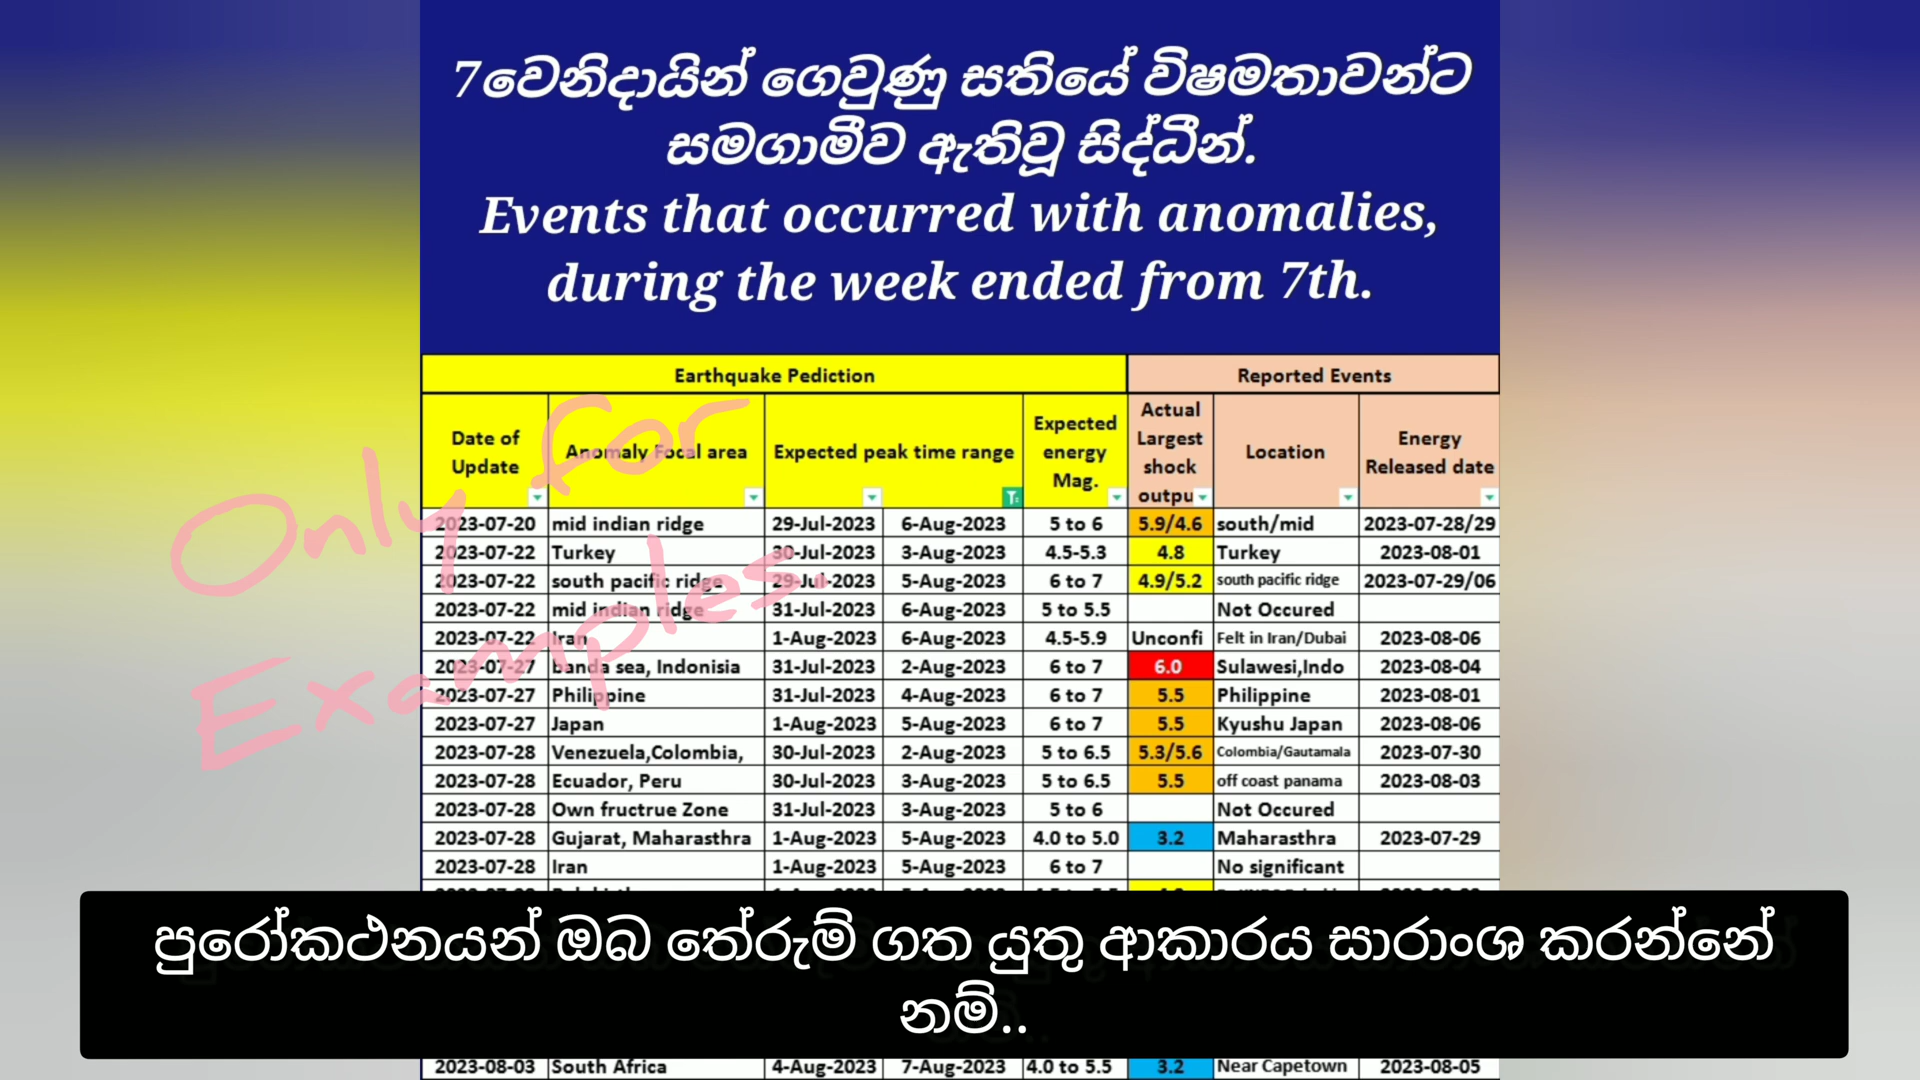 7වෙනිදායින් ගෙවුණු සතියේ විෂමතාවන්ට
සමගාමීව ඇතිවූ සිද්ධීන්.
Events that occurred with anomalies,
during the week ended from 7th.
Earthquake Pediction Reported Events
Date of Update Anomaly Focal area Expected peak time range Expected energy Mag. Actual Largest shock outpu Location Energy Released date
2023-07-20 mid indian ridge 29-Jul-2023 6-Aug-2023 5 to 6 5.9/4.6 south/mid 2023-07-28/29
2023-07-22 Turkey 30-Jul-2023 3-Aug-2023 4.5-5.3 4.8 Turkey 2023-08-01
2023-07-22 south pacific ridge 29-Jul-2023 5-Aug-2023 6 to 7 4.9/5.2 south pacific ridge 2023-07-29/06
2023-07-22 mid indian ridge 31-Jul-2023 6-Aug-2023 5 to 5.5 Not Occured
2023-07-22 Iran 1-Aug-2023 6-Aug-2023 4.5-5.9 Unconfi Felt in Iran/Dubai 2023-08-06
2023-07-27 banda sea, Indonisia 31-Jul-2023 2-Aug-2023 6 to 7 6.0 Sulawesi,Indo 2023-08-04
2023-07-27 Philippine 31-Jul-2023 4-Aug-2023 6 to 7 5.5 Philippine 2023-08-01
2023-07-27 Japan 1-Aug-2023 5-Aug-2023 6 to 7 5.5 Kyushu Japan 2023-08-06
2023-07-28 Venezuela,Colombia, 30-Jul-2023 2-Aug-2023 5 to 6.5 5.3/5.6 Colombia/Gautamala 2023-07-30
2023-07-28 Ecuador, Peru 30-Jul-2023 3-Aug-2023 5 to 6.5 5.5 off coast panama 2023-08-03
2023-07-28 Own fructrue Zone 31-Jul-2023 3-Aug-2023 5 to 6 Not Occured
2023-07-28 Gujarat, Maharasthra 1-Aug-2023 5-Aug-2023 4.0 to 5.0 3.2 Maharasthra 2023-07-29
2023-07-28 Iran 1-Aug-2023 5-Aug-2023 6 to 7 No significant
Only for
Examples.
පුරෝකථනයන් ඔබ තේරුම් ගත යුතු ආකාරය සාරාංශ කරන්නේ
නම්..
2023-08-03 South Africa 4-Aug-2023 7-Aug-2023 4.0 to 5.5 3.2 Near Capetown 2023-08-05